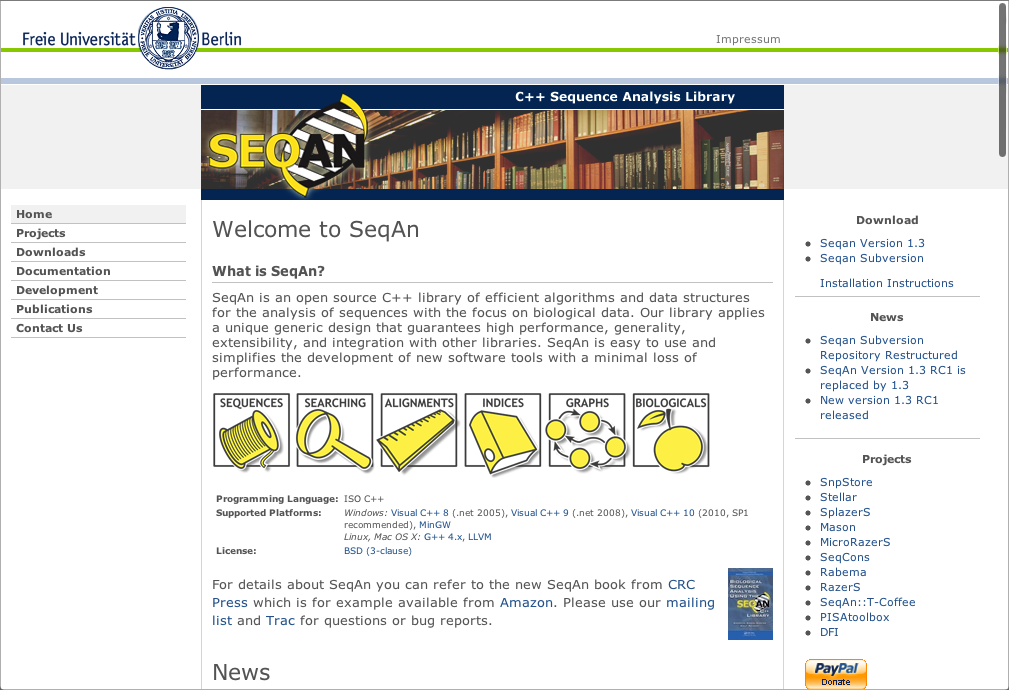 Freie Universität Berlin
Impressum
C++ Sequence Analysis Library
SEQAN
Home
Projects
Downloads
Documentation
Development
Publications
Contact Us
Welcome to SeqAn
What is SeqAn?
SeqAn is an open source C++ library of efficient algorithms and data structures
for the analysis of sequences with the focus on biological data. Our library applies
a unique generic design that guarantees high performance, generality,
extensibility, and integration with other libraries. SeqAn is easy to use and
simplifies the development of new software tools with a minimal loss of
performance.
SEQUENCES SEARCHING ALIGNMENTS INDICES GRAPHS BIOLOGICALS
Programming Language: ISO C++
Supported Platforms: Windows: Visual C++ 8 (.net 2005), Visual C++ 9 (.net 2008), Visual C++ 10 (2010, SP1
recommended), MinGW
Linux, Mac OS X: G++ 4.x, LLVM
License: BSD (3-clause)
For details about SeqAn you can refer to the new SeqAn book from CRC
Press which is for example available from Amazon. Please use our mailing
list and Trac for questions or bug reports.
BIOLOGICAL
SEQUENCE
ANALYSIS
SEQAN
LIBRARY
News
Download
Seqan Version 1.3
Seqan Subversion
Installation Instructions
News
Seqan Subversion
Repository Restructured
SeqAn Version 1.3 RC1 is
replaced by 1.3
New version 1.3 RC1
released
Projects
SnpStore
Stellar
SplazerS
Mason
MicroRazerS
SeqCons
Rabema
RazerS
SeqAn::T-Coffee
PISAtoolbox
DFI
PayPal
Donate